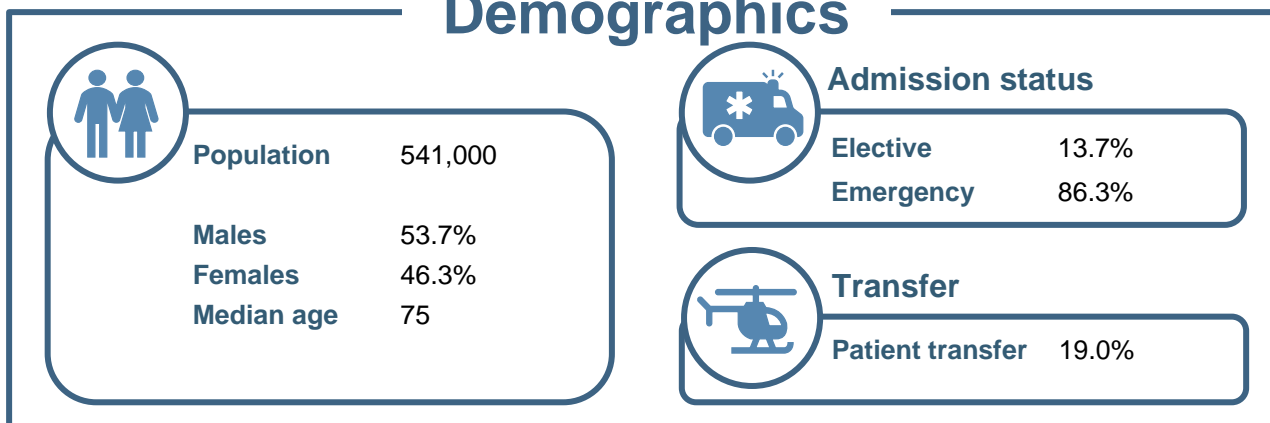 Demographics
Population 541,000
Males 53.7%
Females 46.3%
Median age 75
Admission status
Elective 13.7%
Emergency 86.3%
Transfer
Patient transfer 19.0%